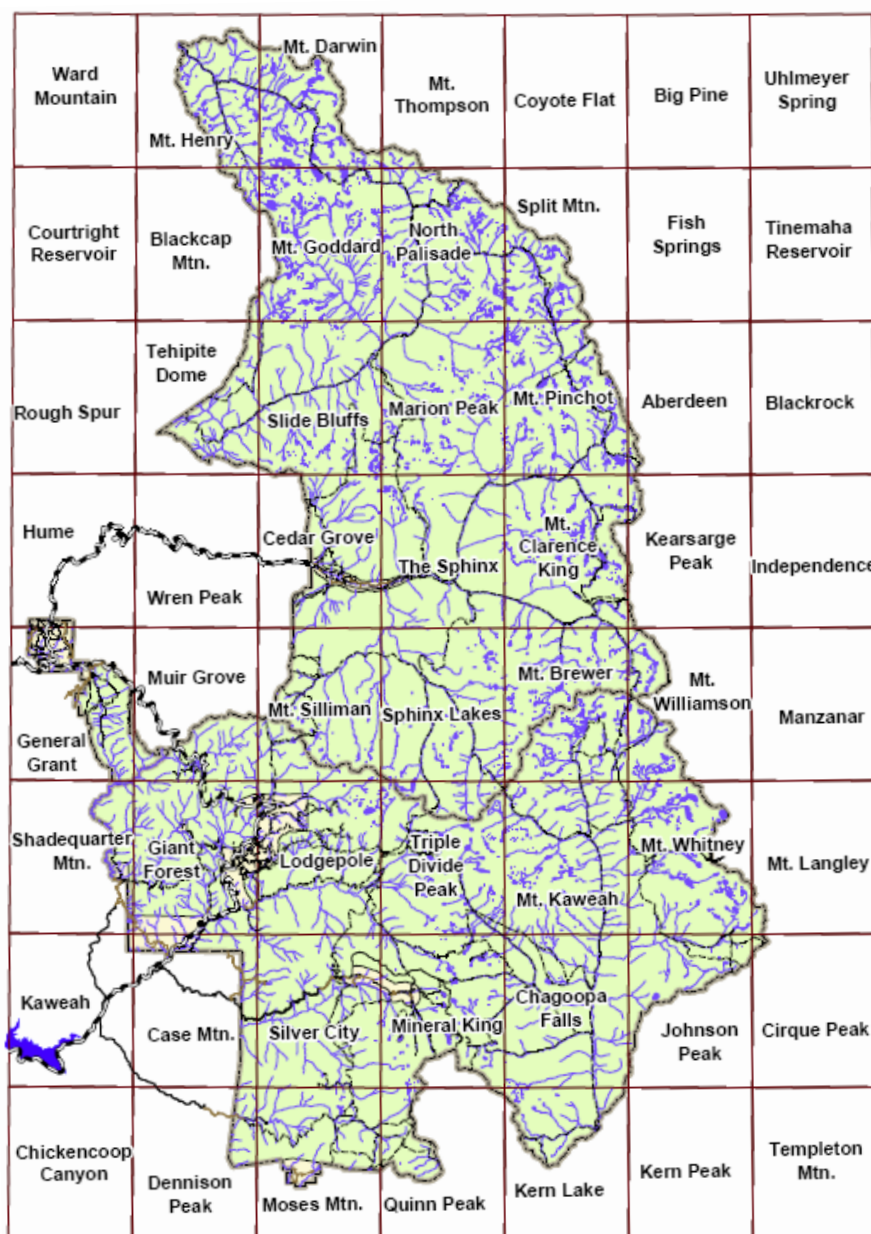 Ward
Mountain
Mt. Darwin
Mt. Henry
Mt.
Thompson
Coyote Flat
Big Pine
Uhlmeyer
Spring
Courtright
Reservoir
Blackcap
Mtn.
Mt. Goddard
North
Palisade
Split Mtn.
Fish
Springs
Tinemaha
Reservoir
Rough Spur
Tehipite
Dome
Slide Bluffs
Marion Peak
Mt. Pinchot
Aberdeen
Blackrock
Hume
Wren Peak
Cedar Grove
The Sphinx
Mt.
Clarence
King
Kearsarge
Peak
Independence
General
Grant
Muir Grove
Mt. Silliman
Sphinx Lakes
Mt. Brewer
Mt.
Williamson
Manzanar
Shadequarter
Mtn.
Giant
Forest
Lodgepole
Triple
Divide
Peak
Mt. Kaweah
Mt. Whitney
Mt. Langley
Kaweah
Case Mtn.
Silver City
Mineral King
Chagoopa
Falls
Johnson
Peak
Cirque Peak
Chickencoop
Canyon
Dennison
Peak
Moses Mtn.
Quinn Peak
Kern Lake
Kern Peak
Templeton
Mtn.